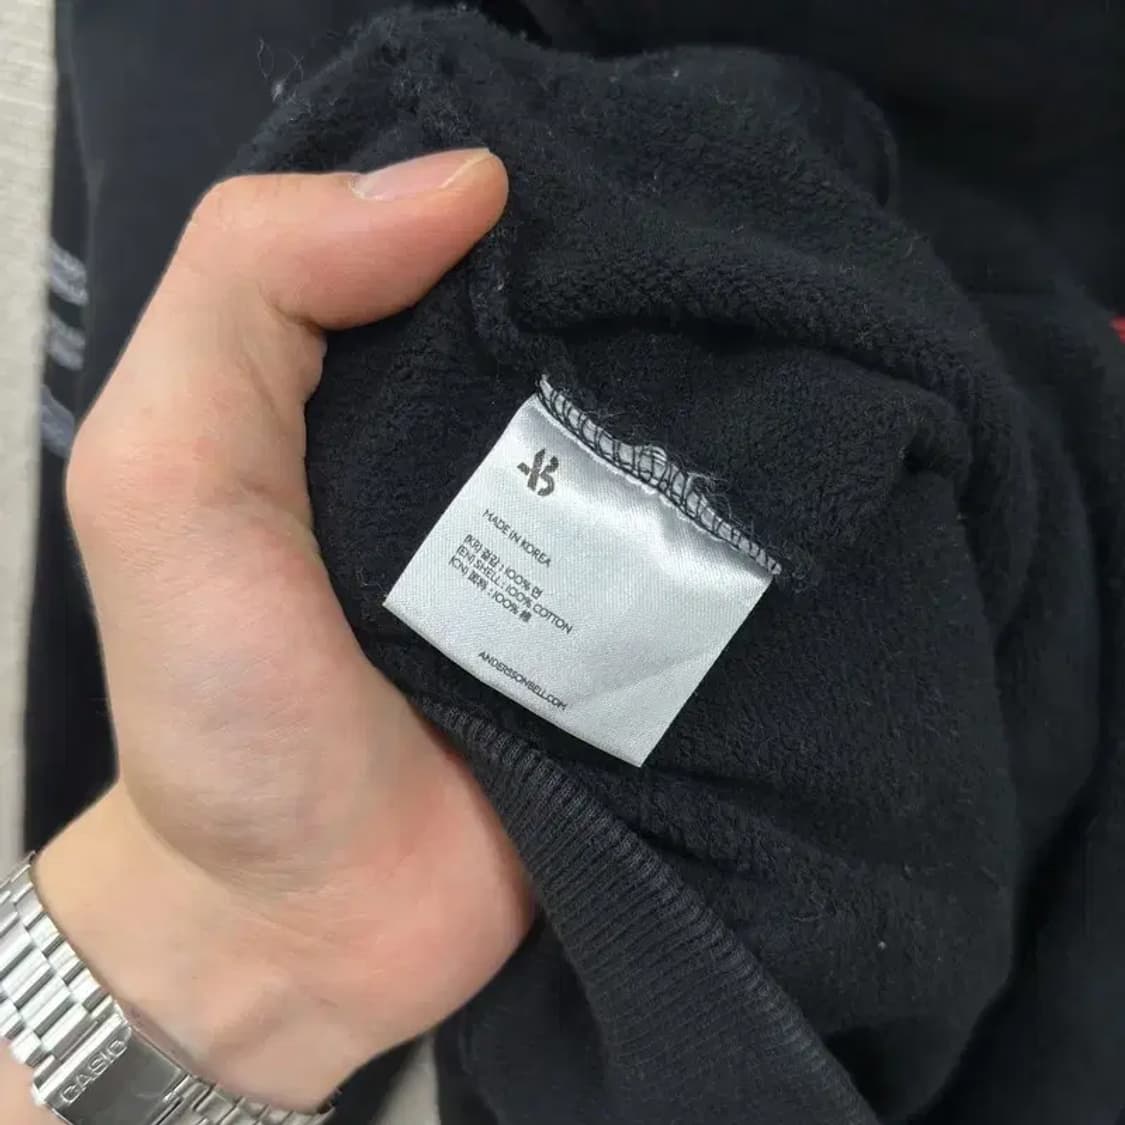 MADE IN KOREA
(KR) 겉감 : 100% 면
(EN) SHELL : 100% COTTON
(CN) 面料 : 100% 棉
ANDERSSONBELL.COM
CASIO